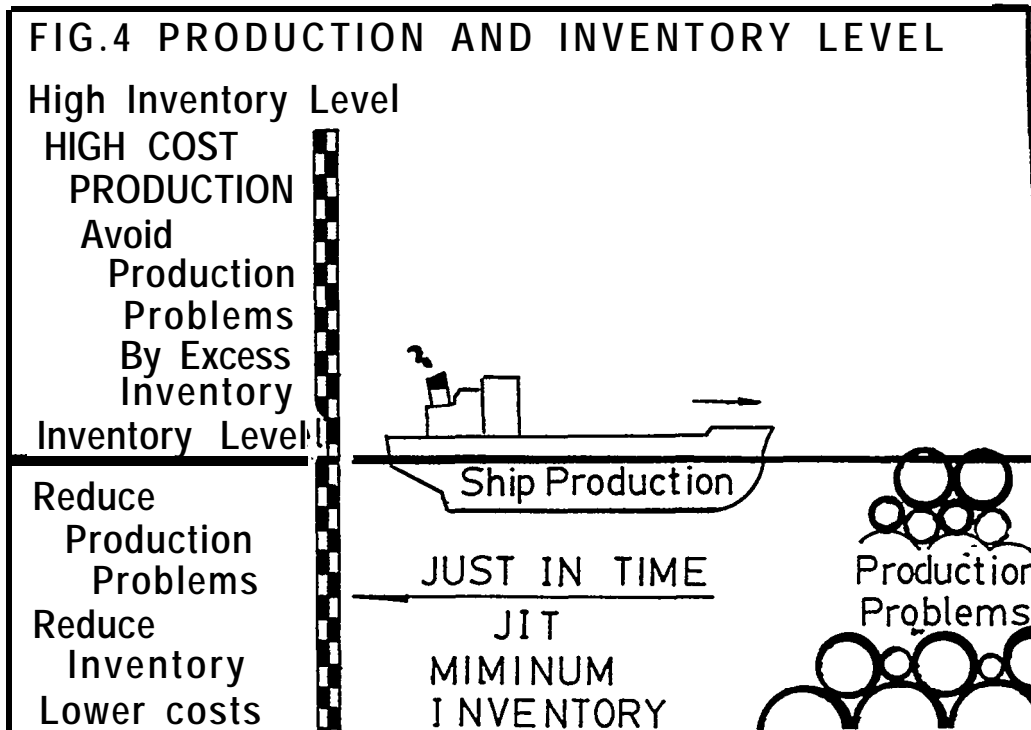 FIG.4 PRODUCTION AND INVENTORY LEVEL
High Inventory Level
HIGH COST
PRODUCTION
Avoid
Production
Problems
By Excess
Inventory
Inventory Level
Ship Production
Reduce
Production
Problems
Reduce
Inventory
Lower costs
JUST IN TIME
JIT
MIMINUM
INVENTORY
Production
Problems